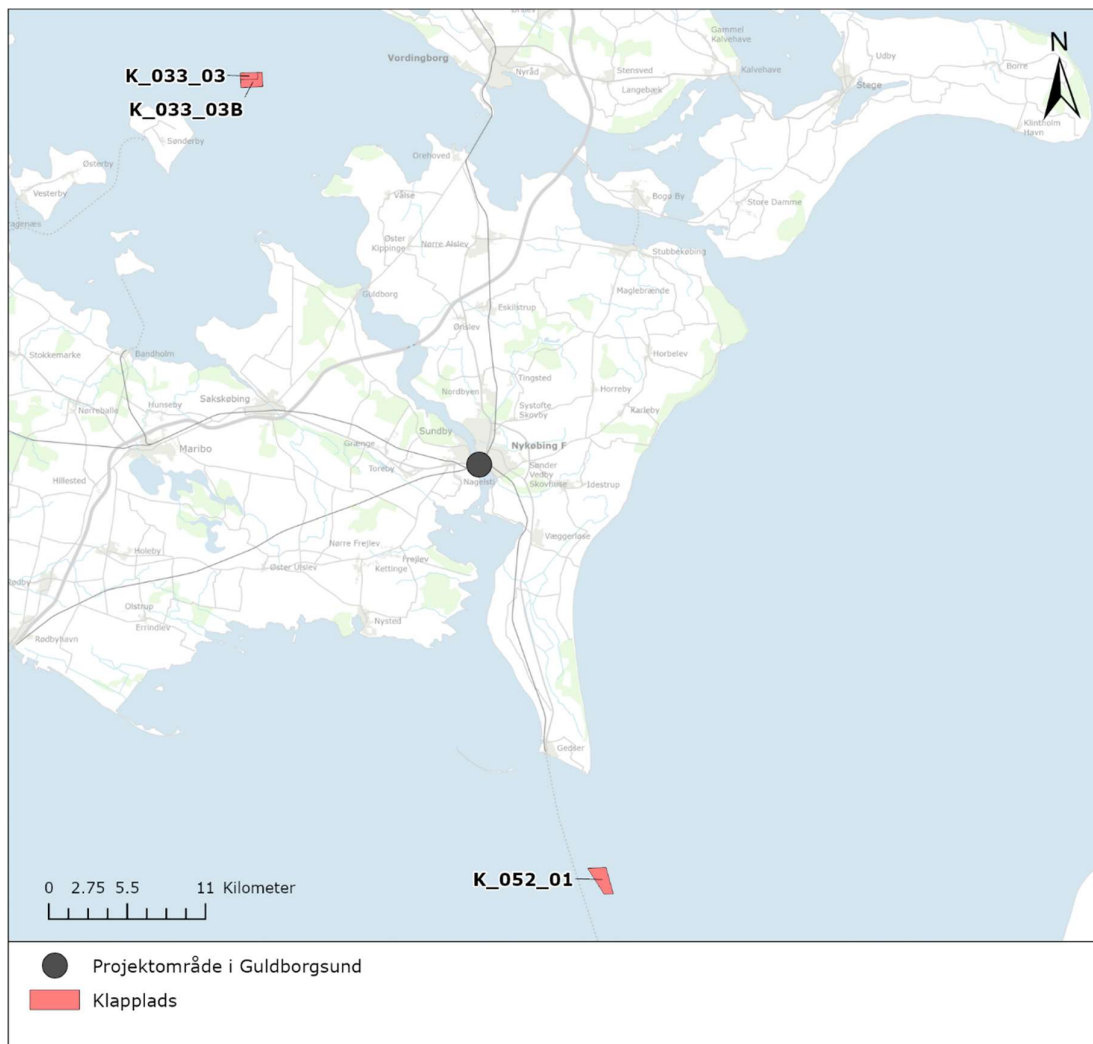 Vordingborg
Nyråd
Stensved
Langebæk
Gammel
Kalvehave
Kalvehave
Udby
Stege
Borre
Klintholm
Havn
N
K_033_03
K_033_03B
Sønderby
Østerby
Vesterby
Orehoved
Vålse
Øster
Kippinge
Nørre Alslev
Bogø By
Store Damme
Stubbekøbing
Maglebrænde
Guldborg
Eskilstrup
Ønslev
Horbelev
Stokkemarke
Bandholm
Tingsted
Nordbyen
Horreby
Karleby
Nørreballe
Hunseby
Sakskøbing
Systofte
Skovby
Sundby
Grænge
Nykøbing F
Maribo
Toreby
Sønder
Vedby
Skovhuse
Idestrup
Hillested
Nagelsti
Væggerløse
Holeby
Nørre Frejlev
Frejlev
Kettinge
Øster Ulslev
Olstrup
Errindlev
Nysted
Rødbyhavn
Gedser
K_052_01
0 2.75 5.5 11 Kilometer
Projektområde i Guldborgsund
Klapplads